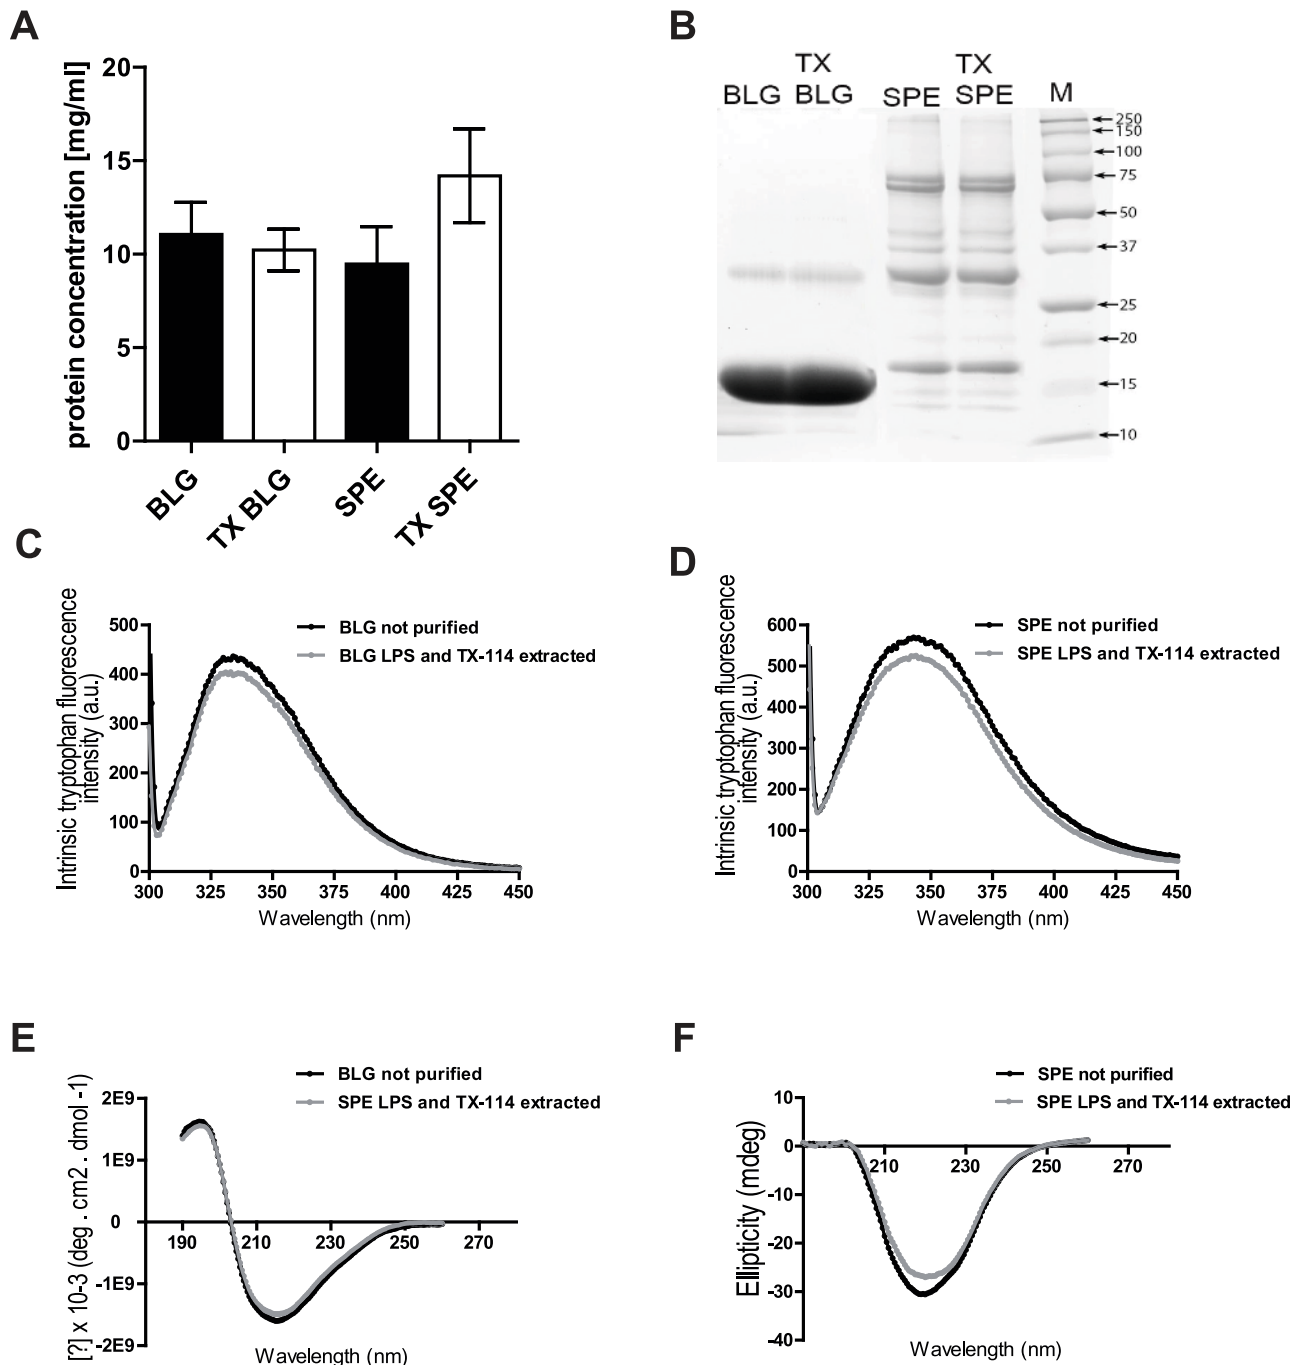 A
protein concentration [mg/ml]
20
15
10
5
0
BLG
TX BLG
SPE
TX SPE
B
BLG
TX
BLG
SPE
TX
SPE
M
250
150
100
75
50
37
25
20
15
10
C
Intrinsic tryptophan fluorescence
intensity (a.u.)
BLG not purified
BLG LPS and TX-114 extracted
500
400
300
200
100
0
300 325 350 375 400 425 450
Wavelength (nm)
D
Intrinsic tryptophan fluorescence
intensity (a.u.)
SPE not purified
SPE LPS and TX-114 extracted
600
500
400
300
200
100
0
300 325 350 375 400 425 450
Wavelength (nm)
E
[?] x 10-3 (deg . cm2 . dmol -1)
BLG not purified
SPE LPS and TX-114 extracted
2E9
1E9
0
-1E9
-2E9
190 210 230 250 270
Wavelength (nm)
F
Ellipticity (mdeg)
SPE not purified
SPE LPS and TX-114 extracted
10
0
-10
-20
-30
-40
210 230 250 270
Wavelength (nm)